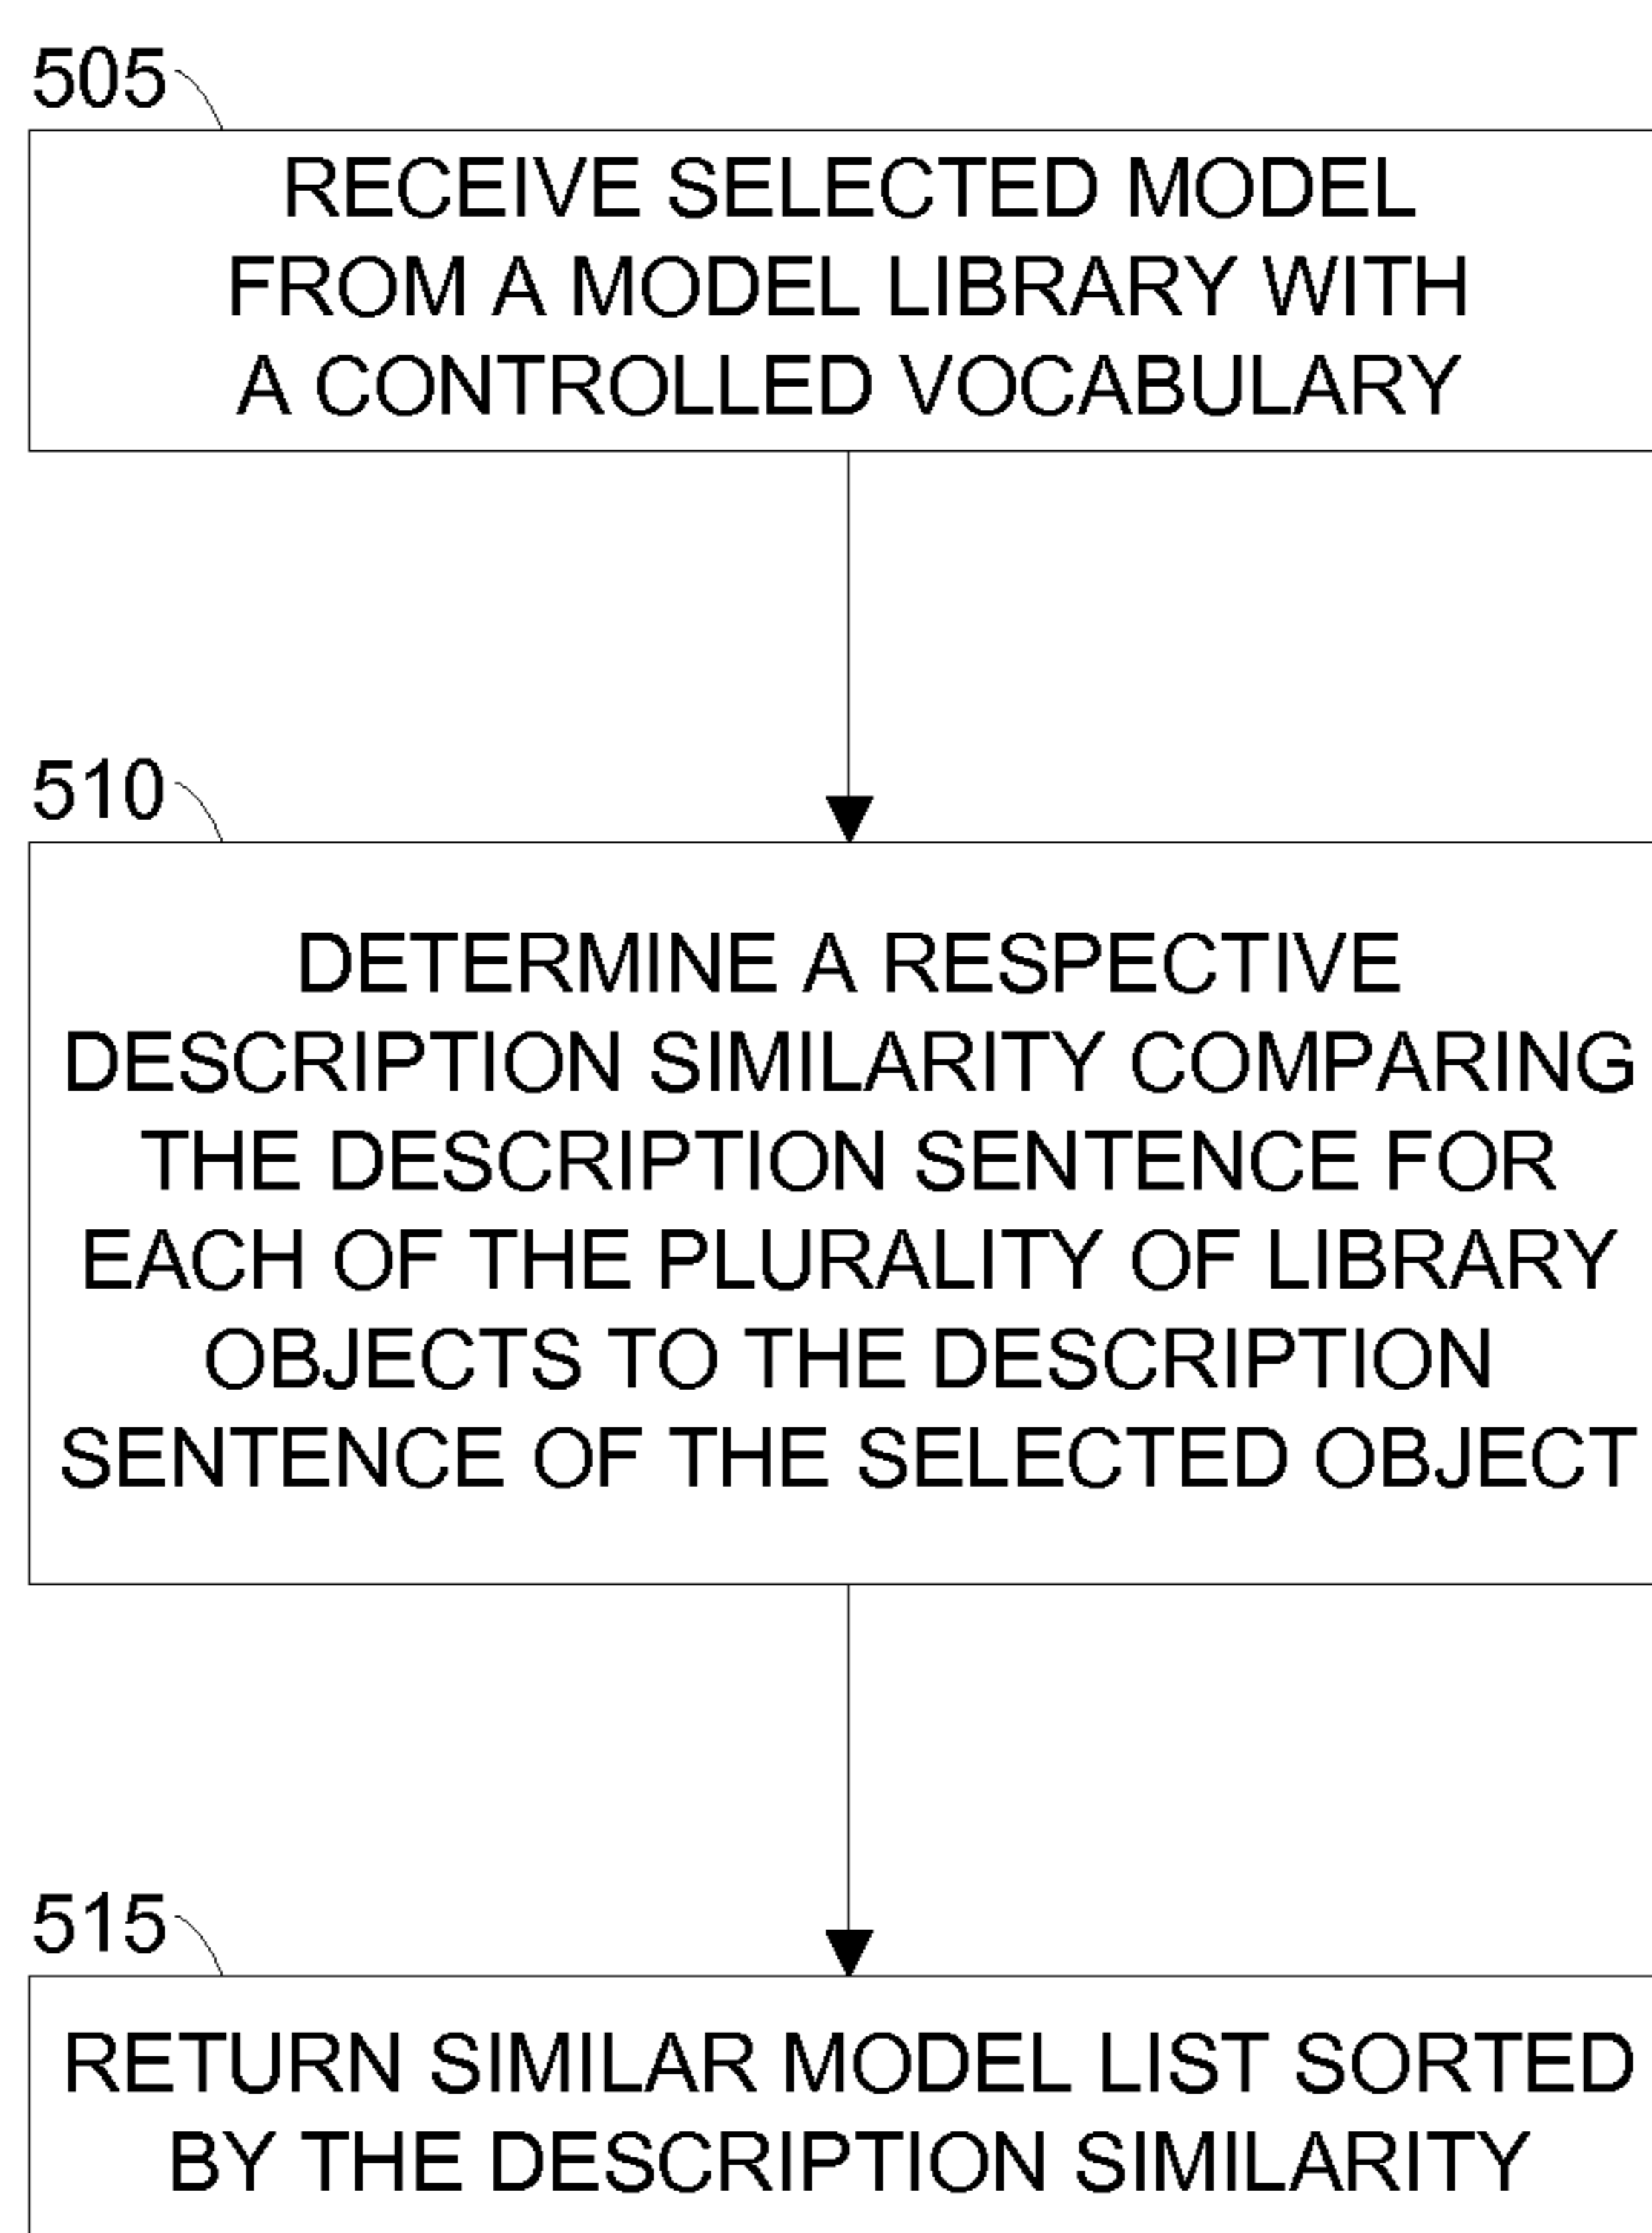 505
RECEIVE SELECTED MODEL
FROM A MODEL LIBRARY WITH
A CONTROLLED VOCABULARY
510
DETERMINE A RESPECTIVE
DESCRIPTION SIMILARITY COMPARING
THE DESCRIPTION SENTENCE FOR
EACH OF THE PLURALITY OF LIBRARY
OBJECTS TO THE DESCRIPTION
SENTENCE OF THE SELECTED OBJECT
515
RETURN SIMILAR MODEL LIST SORTED
BY THE DESCRIPTION SIMILARITY